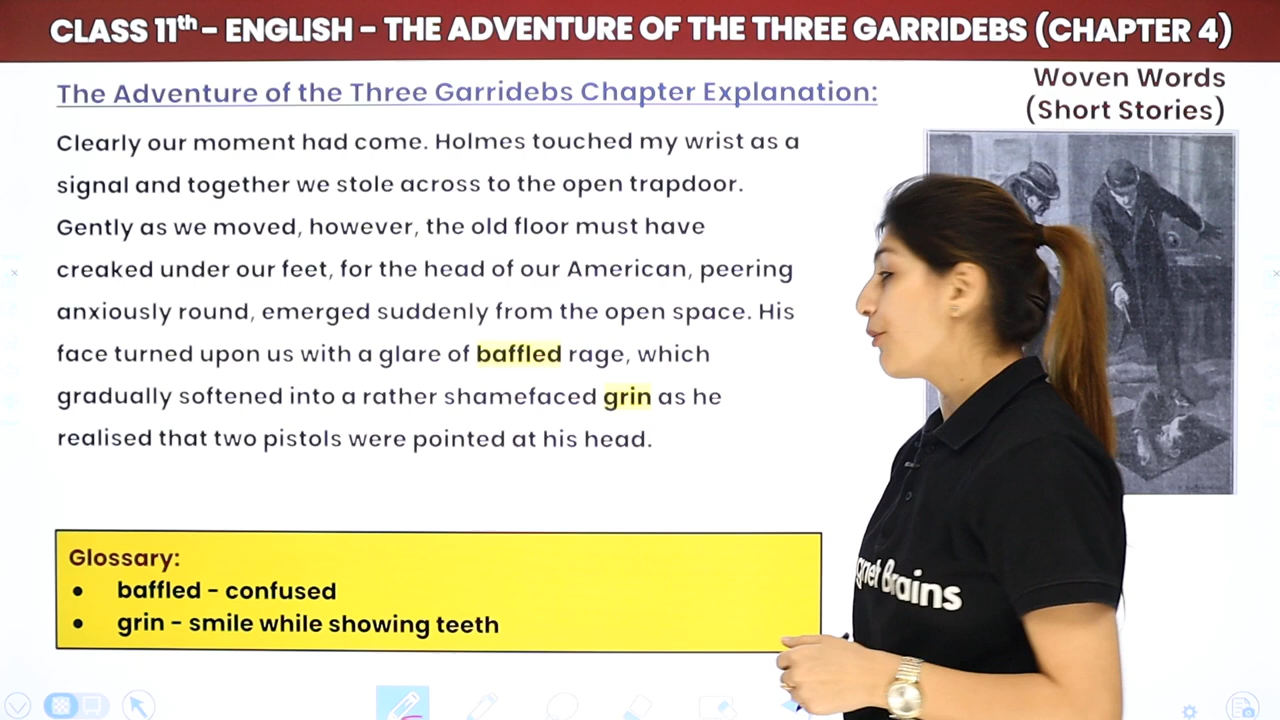 CLASS 11th - ENGLISH - THE ADVENTURE OF THE THREE GARRIDEBS (CHAPTER 4)
The Adventure of the Three Garridebs Chapter Explanation:
Woven Words
(Short Stories)
Clearly our moment had come. Holmes touched my wrist as a
signal and together we stole across to the open trapdoor.
Gently as we moved, however, the old floor must have
creaked under our feet, for the head of our American, peering
anxiously round, emerged suddenly from the open space. His
face turned upon us with a glare of baffled rage, which
gradually softened into a rather shamefaced grin as he
realised that two pistols were pointed at his head.
Glossary:
• baffled - confused
• grin - smile while showing teeth
Brains